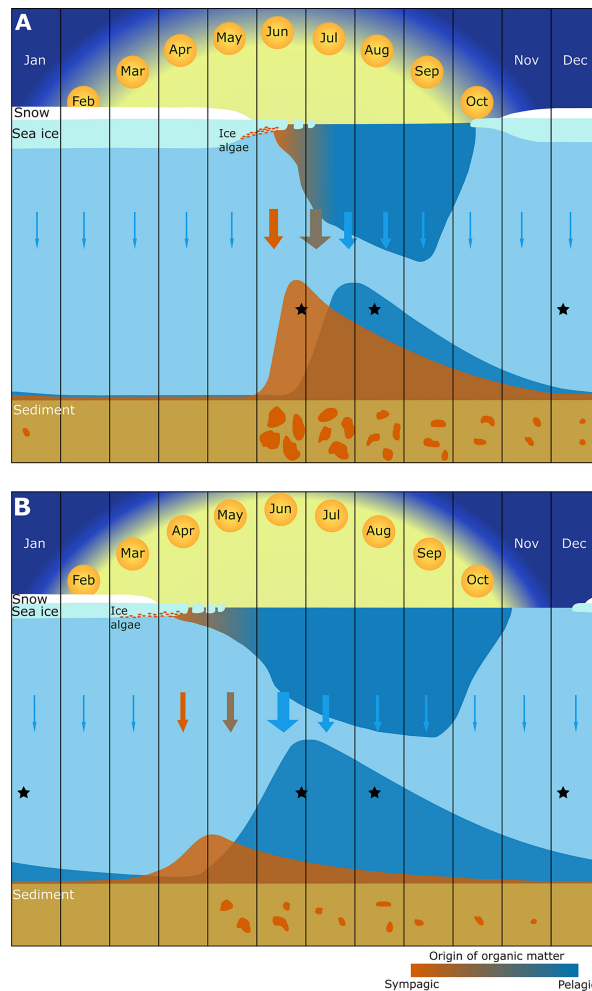 A
Jan
Feb
Mar
Apr
May
Jun
Jul
Aug
Sep
Oct
Nov
Dec
Snow
Sea ice
Ice
algae
Sediment
B
Jan
Feb
Mar
Apr
May
Jun
Jul
Aug
Sep
Oct
Nov
Dec
Snow
Sea ice
Ice
algae
Sediment
Origin of organic matter
Sympagic
Pelagi